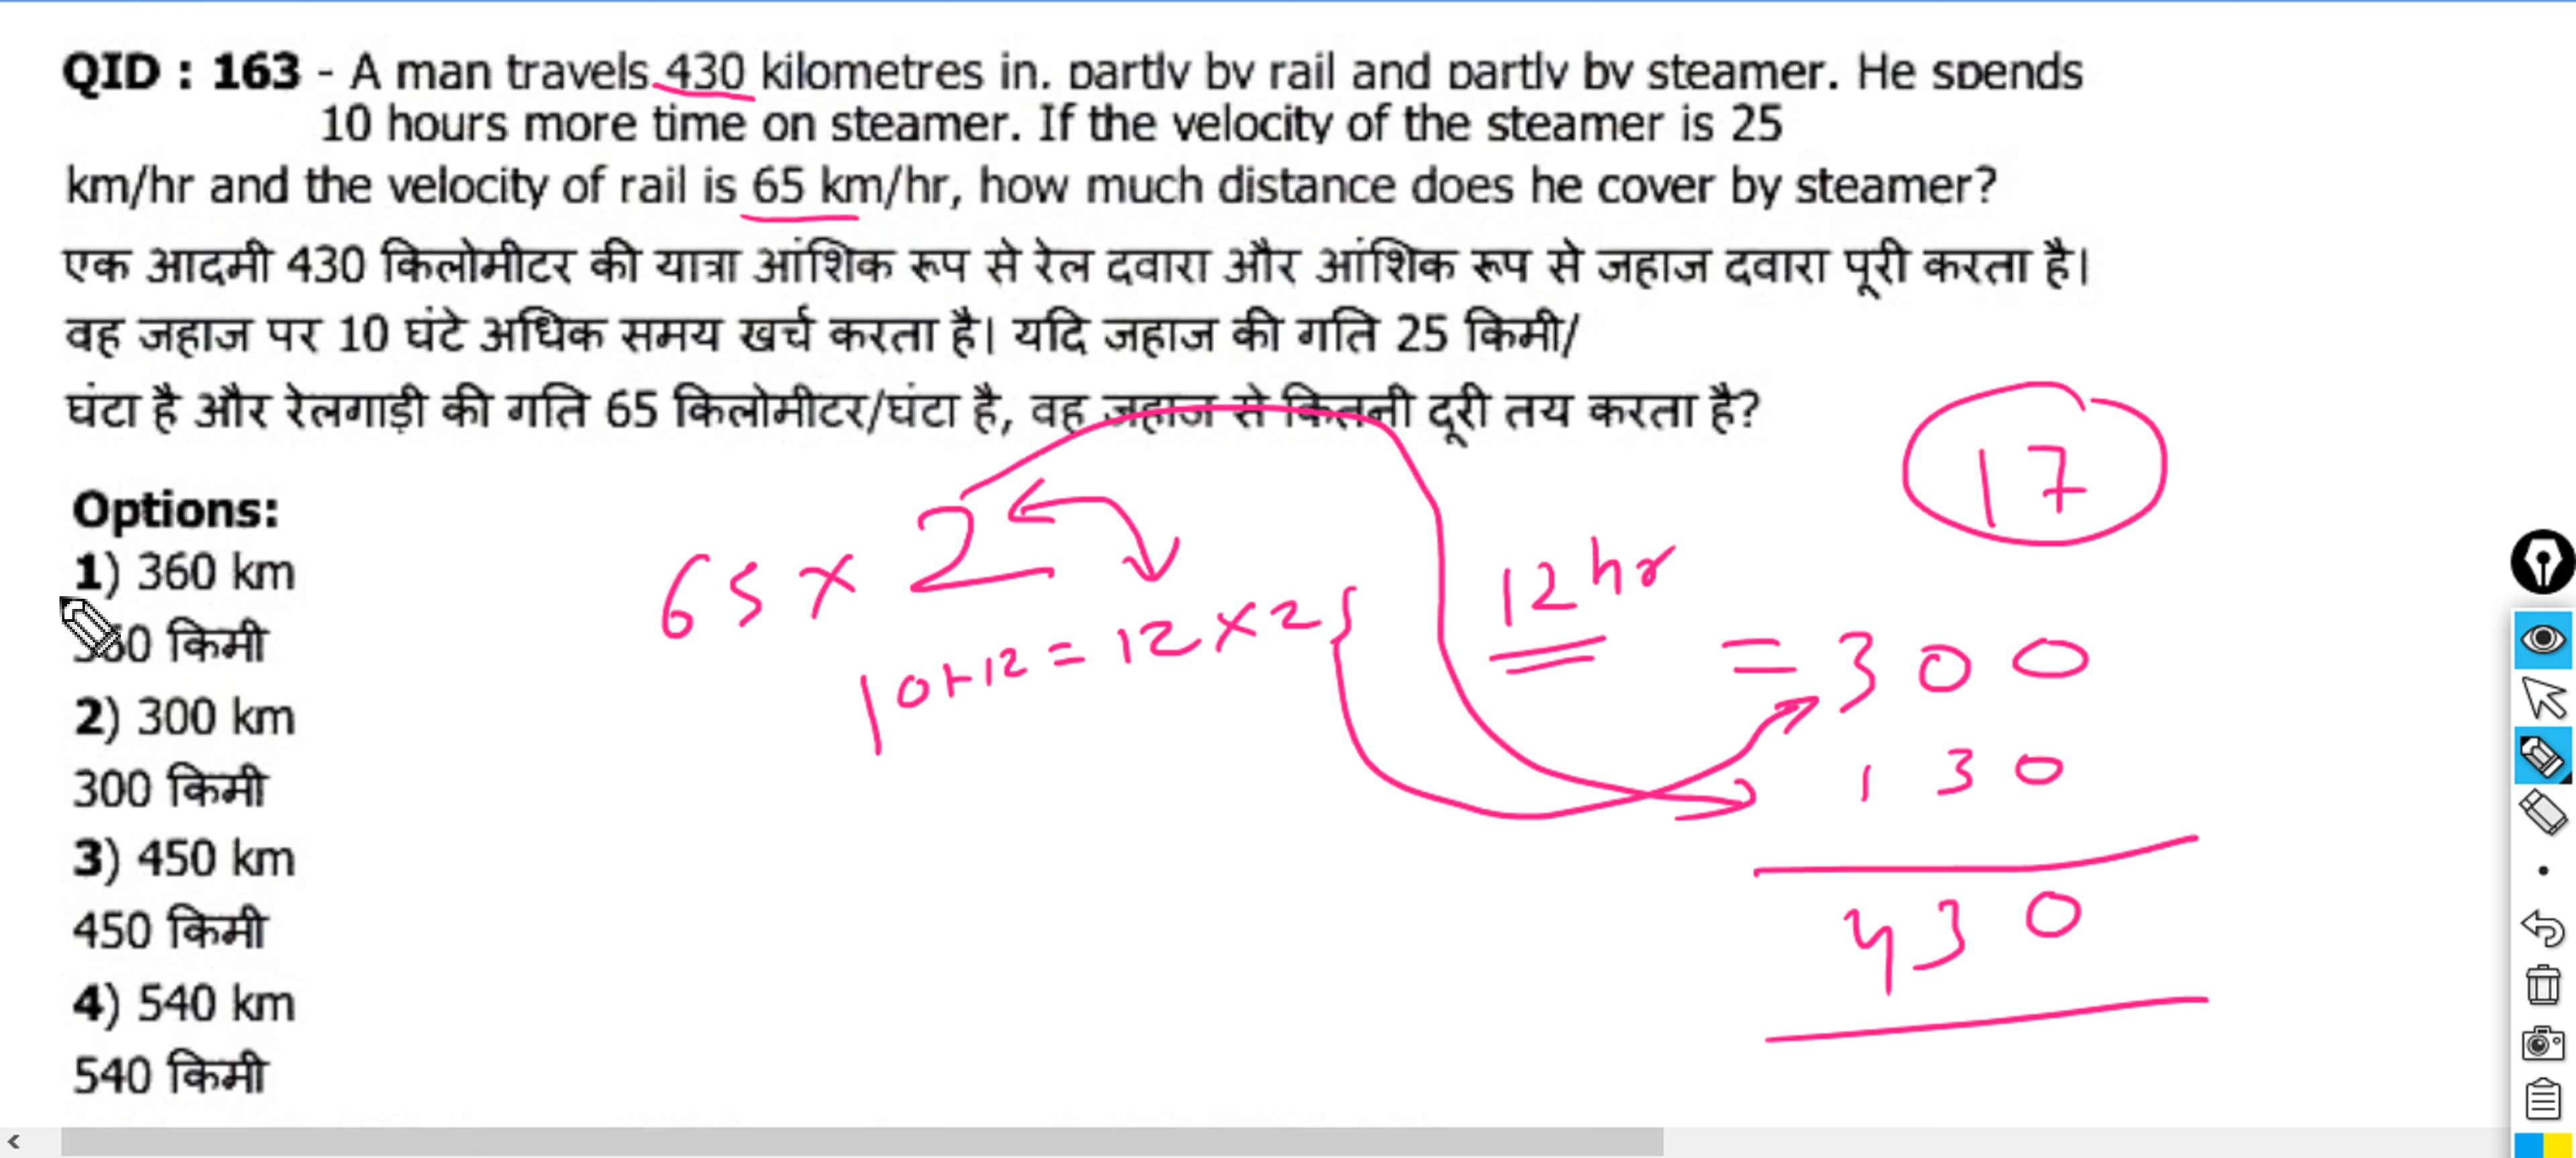 QID : 163 - A man travels 430 kilometres in. partly by rail and partly by steamer. He spends
10 hours more time on steamer. If the velocity of the steamer is 25
km/hr and the velocity of rail is 65 km/hr, how much distance does he cover by steamer?
एक आदमी 430 किलोमीटर की यात्रा आंशिक रूप से रेल दवारा और आंशिक रूप से जहाज दवारा पूरी करता है।
वह जहाज पर 10 घंटे अधिक समय खर्च करता है। यदि जहाज की गति 25 किमी/
घंटा है और रेलगाड़ी की गति 65 किलोमीटर/घंटा है, वह जहाज से कितनी दूरी तय करता है?
17
Options:
1) 360 km
360 किमी
2) 300 km
300 किमी
3) 450 km
450 किमी
4) 540 km
540 किमी
65 x 2
10+12 = 12 x 2
12 hr
= 300
130
430